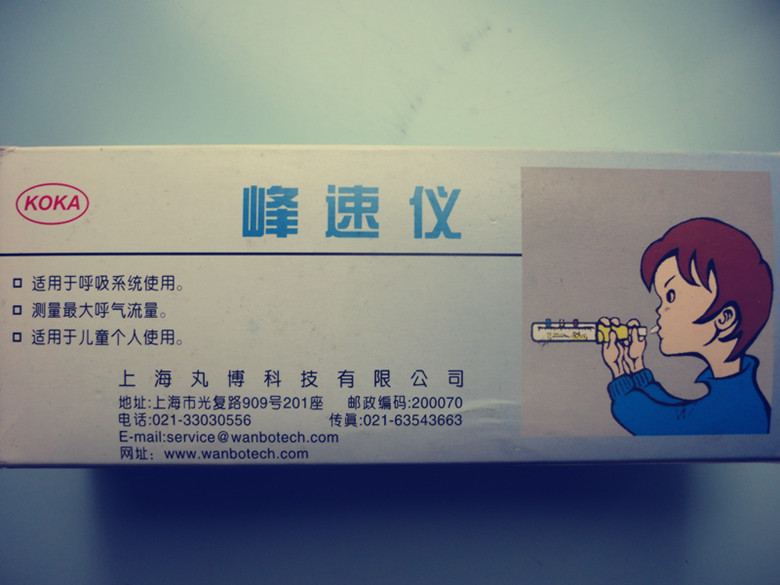 KOKA
峰速仪
适用于呼吸系统使用。
测量最大呼气流量。
适用于儿童个人使用。
上海丸博科技有限公司
地址:上海市光复路909号201座 邮政编码:200070
电话:021-33030556 传真:021-63543663
E-mail:service@wanbotech.com
网址: www.wanbotech.com